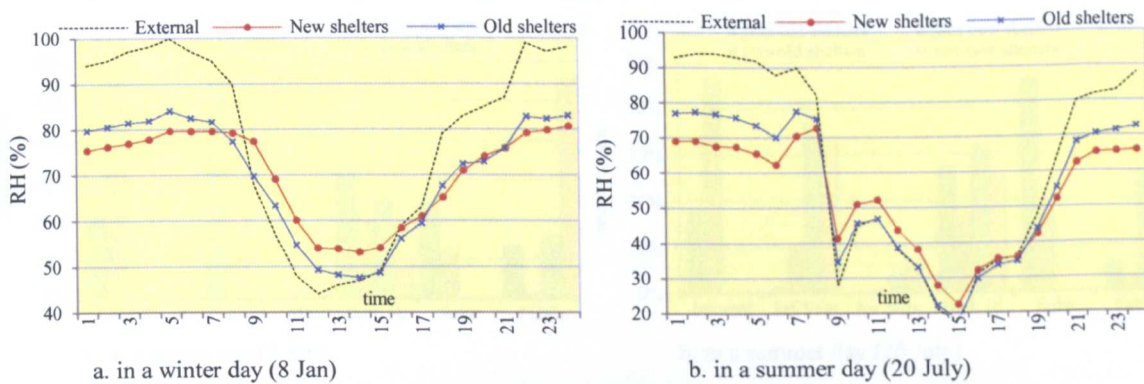 External New shelters Old shelters
100
90
80
70
60
50
40
RH (%)
time
1 3 5 7 9 11 13 15 17 19 21 23
a. in a winter day (8 Jan)
External New shelters Old shelters
100
90
80
70
60
50
40
30
20
RH (%)
time
1 3 5 7 9 11 13 15 17 19 21 23
b. in a summer day (20 July)